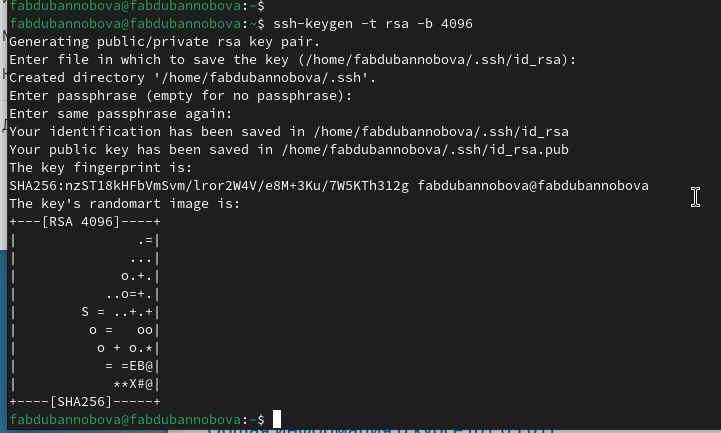 fabdubannobova@fabdubannobova:~$
fabdubannobova@fabdubannobova:~$ ssh-keygen -t rsa -b 4096
Generating public/private rsa key pair.
Enter file in which to save the key (/home/fabdubannobova/.ssh/id_rsa):
Created directory '/home/fabdubannobova/.ssh'.
Enter passphrase (empty for no passphrase):
Enter same passphrase again:
Your identification has been saved in /home/fabdubannobova/.ssh/id_rsa
Your public key has been saved in /home/fabdubannobova/.ssh/id_rsa.pub
The key fingerprint is:
SHA256:nzST18kHFbVmSvm/lror2W4V/e8M+3Ku/7W5KTh312g fabdubannobova@fabdubannobova
The key's randomart image is:
+---[RSA 4096]----+
|               .=|
|              ...|
|             o.+.|
|           ..o=+.|
|        S = ..+.+|
|         o =   oo|
|          o + o.*|
|           = =EB@|
|            **X#@|
+----[SHA256]-----+
fabdubannobova@fabdubannobova:~$